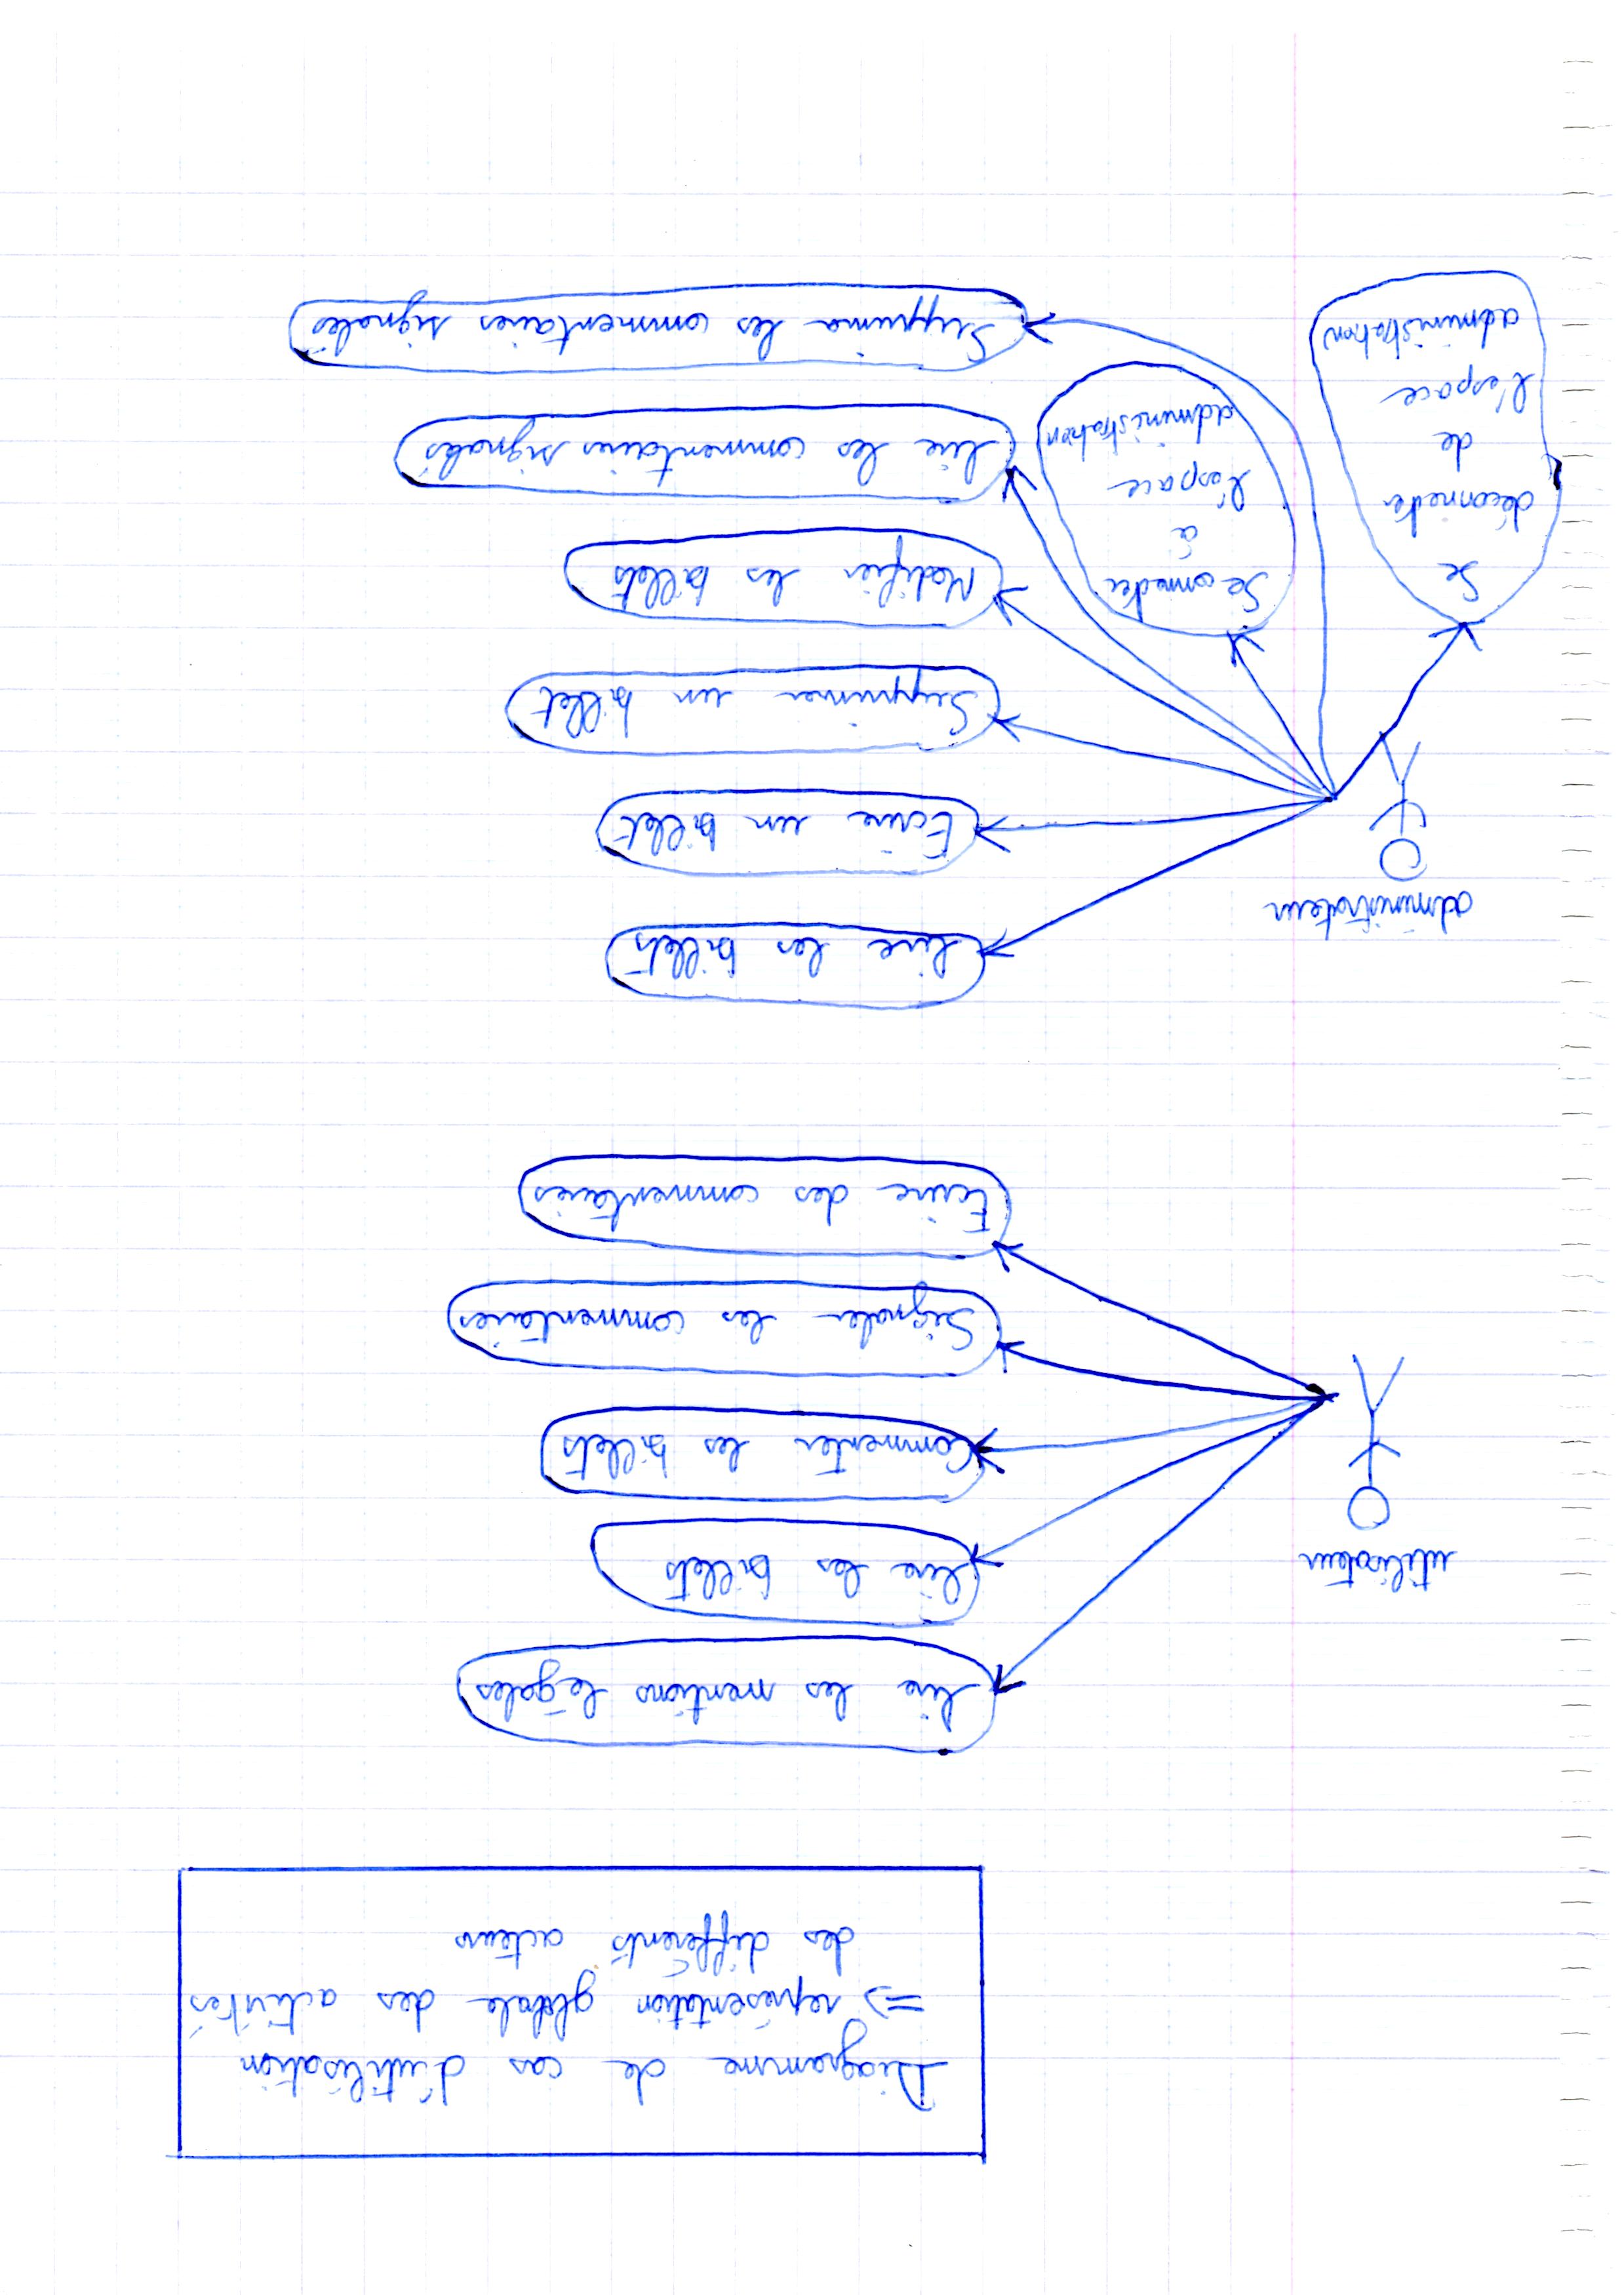 Diagramme de cas d'utilisation
=> représentation globale des activités
des différents acteurs
utilisateur
Lire les mentions légales
Lire les billets
Commenter les billets
Signaler les commentaires
Ecrire des commentaires
administrateur
Lire les billets
Ecrire un billet
Supprimer un billet
Modifier les billets
Lire les commentaires signalés
Supprimer les commentaires signalés
Se connecter
à
l'espace
administration
Se
déconnecter
de
l'espace
administration